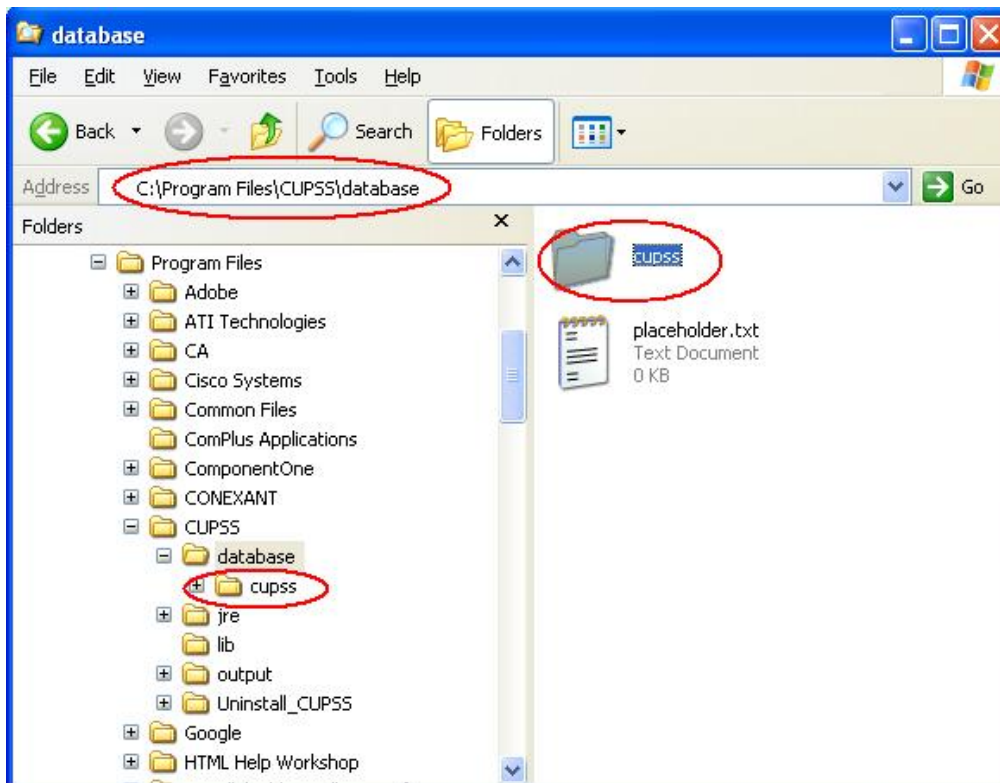 database
File Edit View Favorites Tools Help
Back Search Folders
Address C:\Program Files\CUPSS\database Go
Folders
Program Files
Adobe
ATI Technologies
CA
Cisco Systems
Common Files
ComPlus Applications
ComponentOne
CONEXANT
CUPSS
database
cupss
jre
lib
output
Uninstall_CUPSS
Google
HTML Help Workshop
cupss
placeholder.txt
Text Document
0 KB